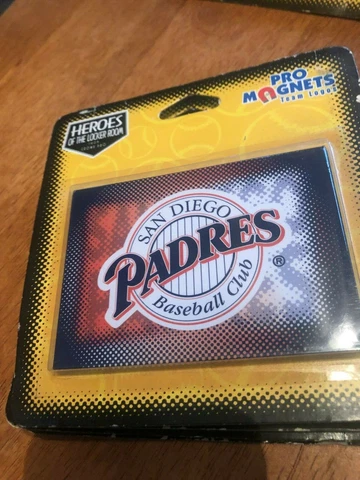 HEROES
OF THE LOCKER ROOM
PRO
MAGNETS
Team Logos
SAN DIEGO
PADRES
Baseball Club
®